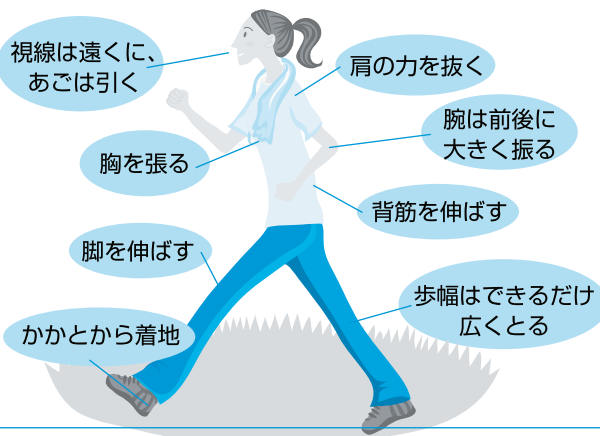 視線は遠くに、
あごは引く
肩の力を抜く
腕は前後に
大きく振る
胸を張る
背筋を伸ばす
脚を伸ばす
歩幅はできるだけ
広くとる
かかとから着地